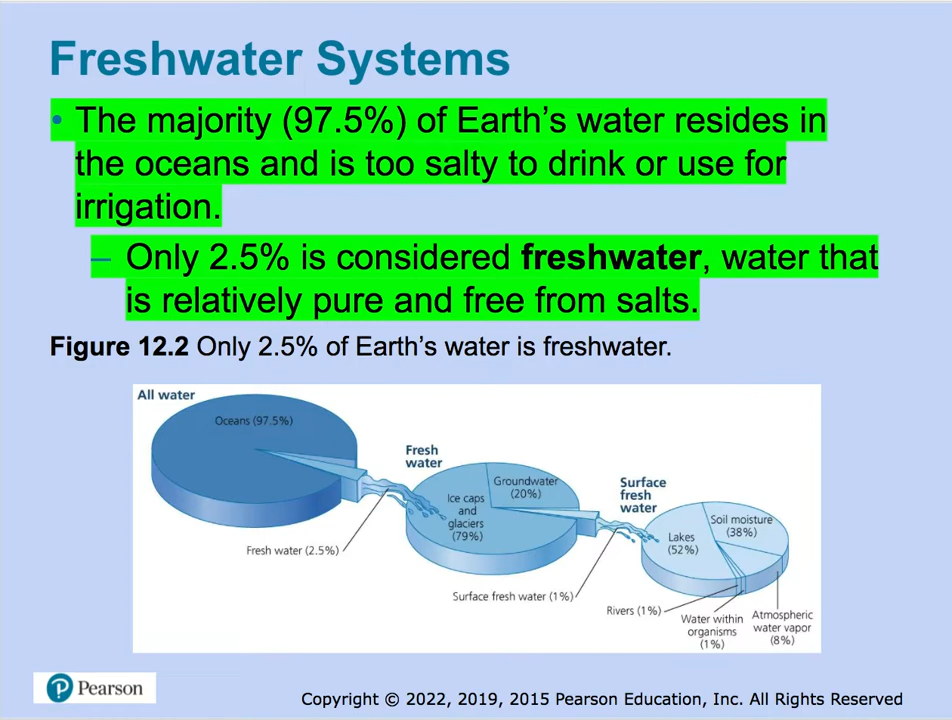 Freshwater Systems
• The majority (97.5%) of Earth’s water resides in
the oceans and is too salty to drink or use for
irrigation.
– Only 2.5% is considered freshwater, water that
is relatively pure and free from salts.
Figure 12.2 Only 2.5% of Earth’s water is freshwater.
All water
Oceans (97.5%)
Fresh water (2.5%)
Fresh
water
Ice caps
and
glaciers
(79%)
Groundwater
(20%)
Surface fresh water (1%)
Surface
fresh
water
Lakes
(52%)
Soil moisture
(38%)
Rivers (1%)
Water within
organisms
(1%)
Atmospheric
water vapor
(8%)
P Pearson
Copyright © 2022, 2019, 2015 Pearson Education, Inc. All Rights Reserved